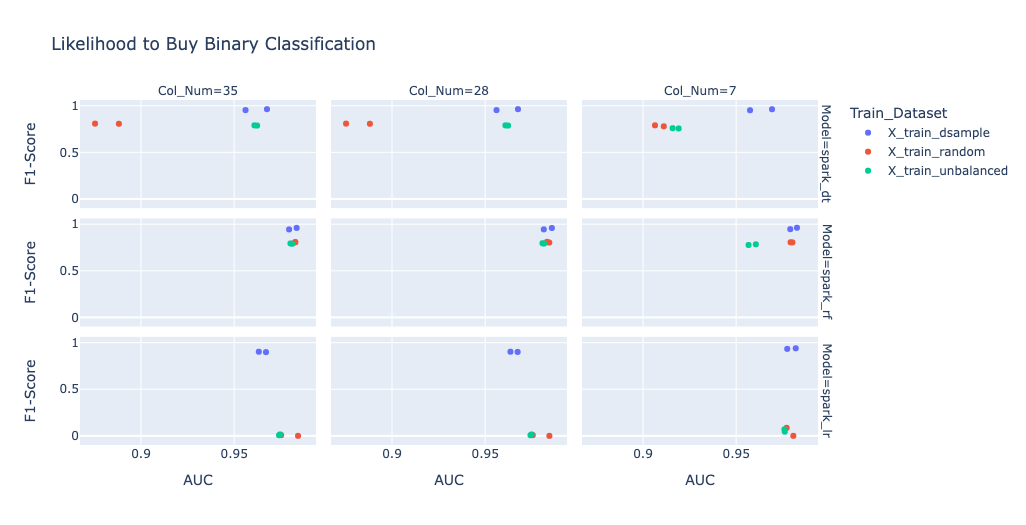 Likelihood to Buy Binary Classification
Col_Num=35
Col_Num=28
Col_Num=7
Train_Dataset
X_train_dsample
X_train_random
X_train_unbalanced
F1-Score
1
0.5
0
Model=spark_dt
F1-Score
1
0.5
0
Model=spark_rf
F1-Score
1
0.5
0
Model=spark_lr
0.9
0.95
0.9
0.95
0.9
0.95
AUC
AUC
AUC